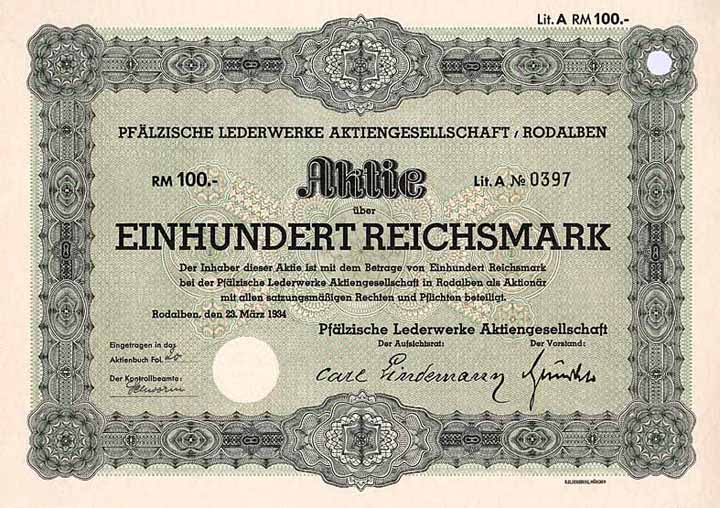 Lit. A RM 100.-
PFÄLZISCHE LEDERWERKE AKTIENGESELLSCHAFT, RODALBEN
RM 100.- Aktie Lit. A № 0397
über
EINHUNDERT REICHSMARK
Der Inhaber dieser Aktie ist mit dem Betrage von Einhundert Reichsmark
bei der Pfälzische Lederwerke Aktiengesellschaft in Rodalben als Aktionär
mit allen satzungsmäßigen Rechten und Pflichten beteiligt.
Rodalben, den 23. März 1934
Pfälzische Lederwerke Aktiengesellschaft
Eingetragen in das Der Aufsichtsrat: Der Vorstand:
Aktienbuch Fol. 20
Carl Lindemann
Der Kontrollbeamte: